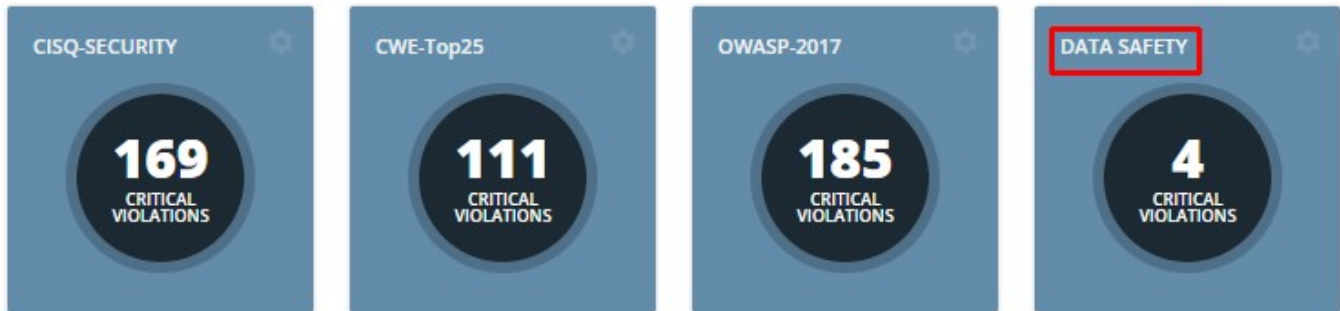 CISQ-SECURITY
169
CRITICAL
VIOLATIONS
CWE-Top25
111
CRITICAL
VIOLATIONS
OWASP-2017
185
CRITICAL
VIOLATIONS
DATA SAFETY
4
CRITICAL
VIOLATIONS